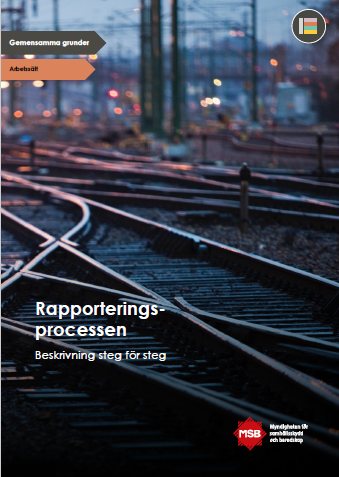 Gemensamma grunder
Arbetssätt
Rapporterings-
processen
Beskrivning steg för steg
MSB
Myndigheten för
samhällsskydd
och beredskap